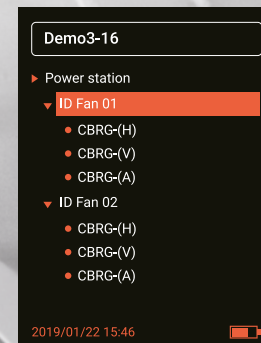 Demo3-16
Power station
ID Fan 01
CBRG-(H)
CBRG-(V)
CBRG-(A)
ID Fan 02
CBRG-(H)
CBRG-(V)
CBRG-(A)
2019/01/22 15:46